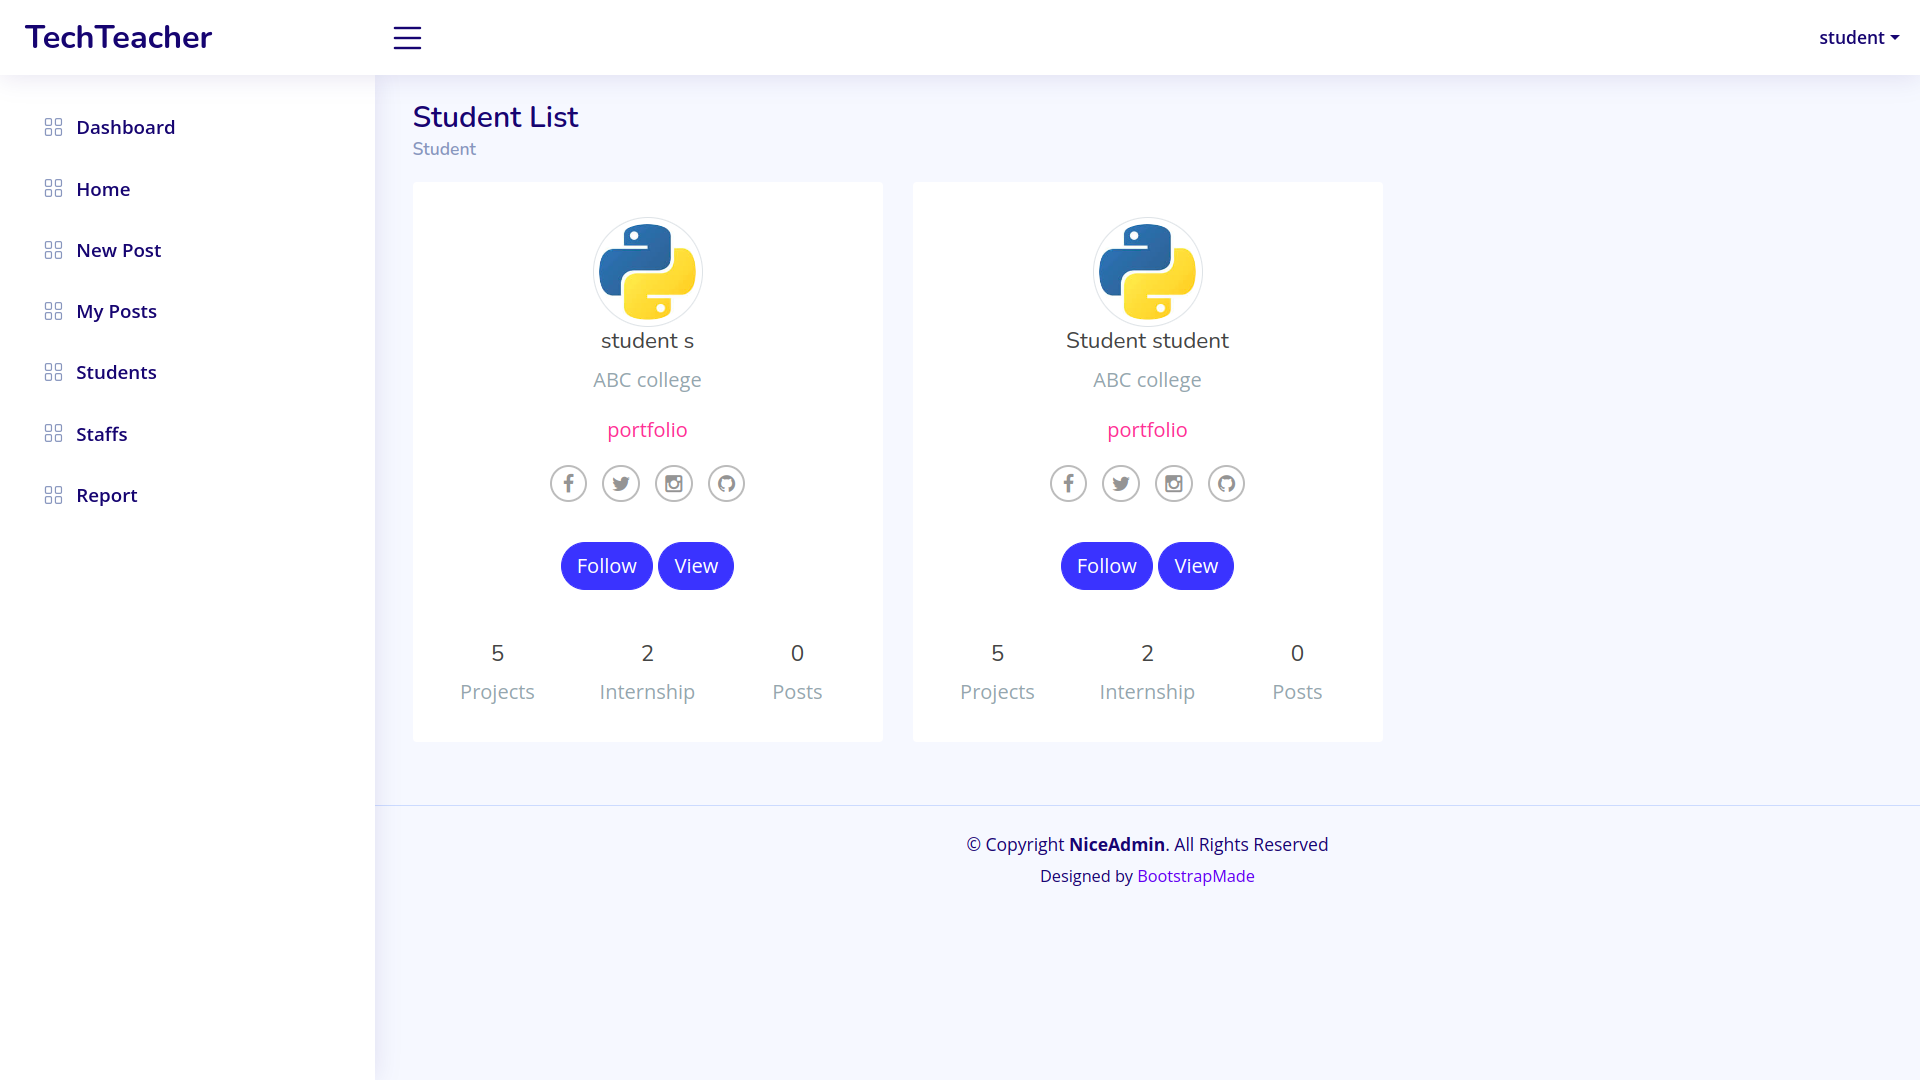 TechTeacher
student
Dashboard
Home
New Post
My Posts
Students
Staffs
Report
Student List
Student
student s
ABC college
portfolio
Follow View
5 2 0
Projects Internship Posts
Student student
ABC college
portfolio
Follow View
5 2 0
Projects Internship Posts
© Copyright NiceAdmin. All Rights Reserved
Designed by BootstrapMade